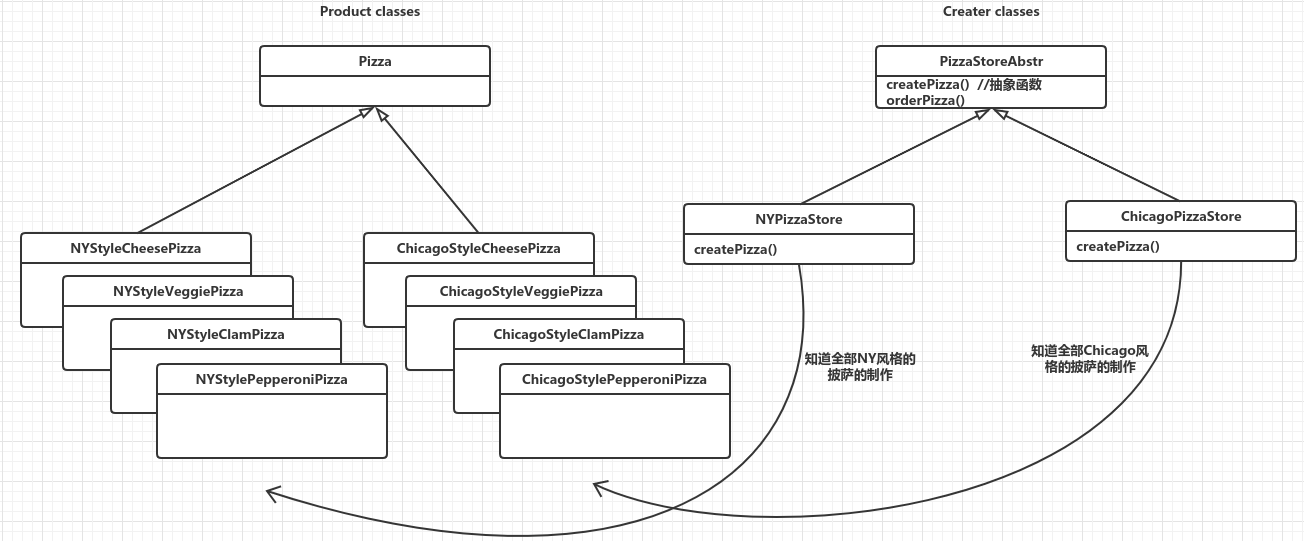 Product classes
Creater classes
Pizza
PizzaStoreAbstr
createPizza() //抽象函数
orderPizza()
NYPizzaStore
createPizza()
ChicagoPizzaStore
createPizza()
NYStyleCheesePizza
NYStyleVeggiePizza
NYStyleClamPizza
NYStylePepperoniPizza
ChicagoStyleCheesePizza
ChicagoStyleVeggiePizza
ChicagoStyleClamPizza
ChicagoStylePepperoniPizza
知道全部NY风格的
披萨的制作
知道全部Chicago风
格的披萨的制作